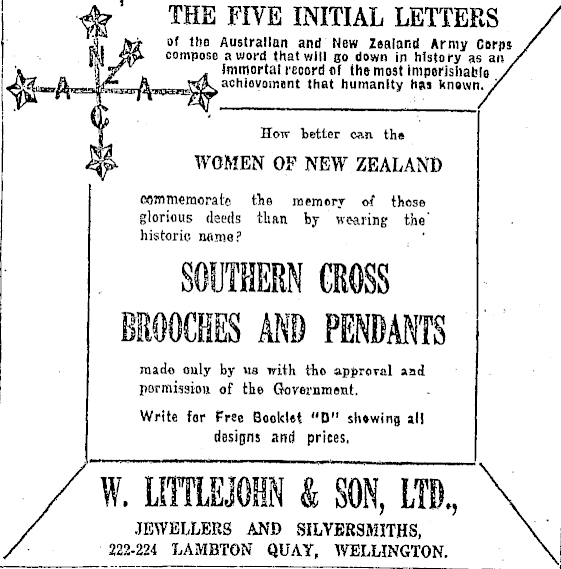 THE FIVE INITIAL LETTERS
of the Australian and New Zealand Army Corps
compose a word that will go down in history as an
immortal record of the most imperishable
achievement that humanity has known.
N
Z
A A
C
How better can the
WOMEN OF NEW ZEALAND
commemorate the memory of these
glorious deeds than by wearing the
historic name?
SOUTHERN CROSS
BROOCHES AND PENDANTS
made only by us with the approval and
permission of the Government.
Write for Free Booklet "D" showing all
designs and prices.
W. LITTLEJOHN & SON, LTD.,
JEWELLERS AND SILVERSMITHS,
222-224 LAMBTON QUAY, WELLINGTON.